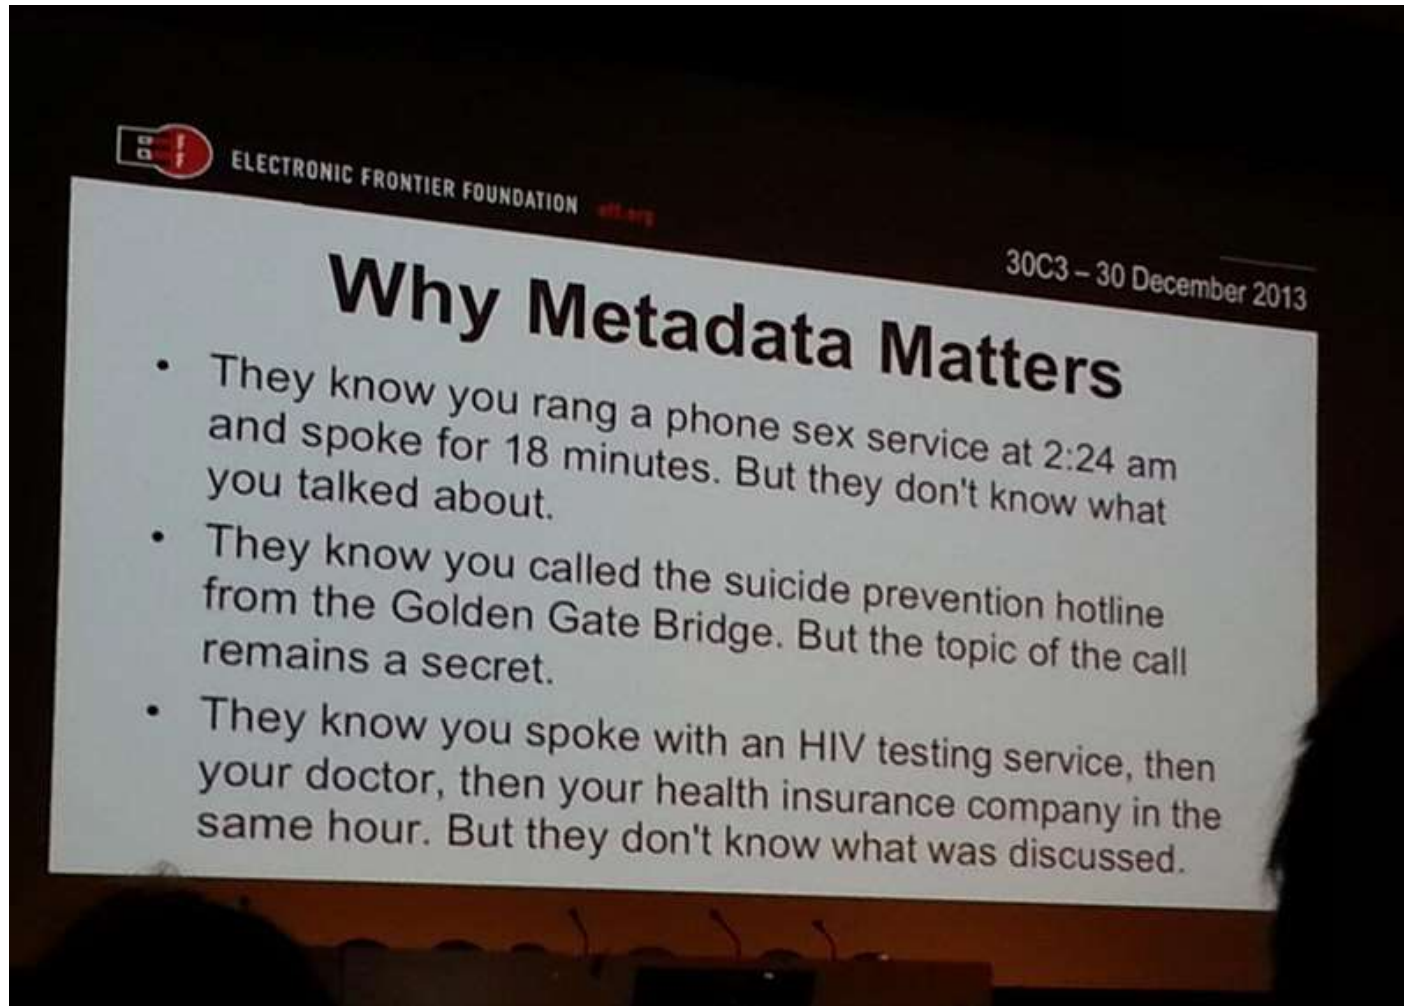 ELECTRONIC FRONTIER FOUNDATION eff.org
30C3 – 30 December 2013
Why Metadata Matters
• They know you rang a phone sex service at 2:24 am
and spoke for 18 minutes. But they don't know what
you talked about.
• They know you called the suicide prevention hotline
from the Golden Gate Bridge. But the topic of the call
remains a secret.
• They know you spoke with an HIV testing service, then
your doctor, then your health insurance company in the
same hour. But they don't know what was discussed.